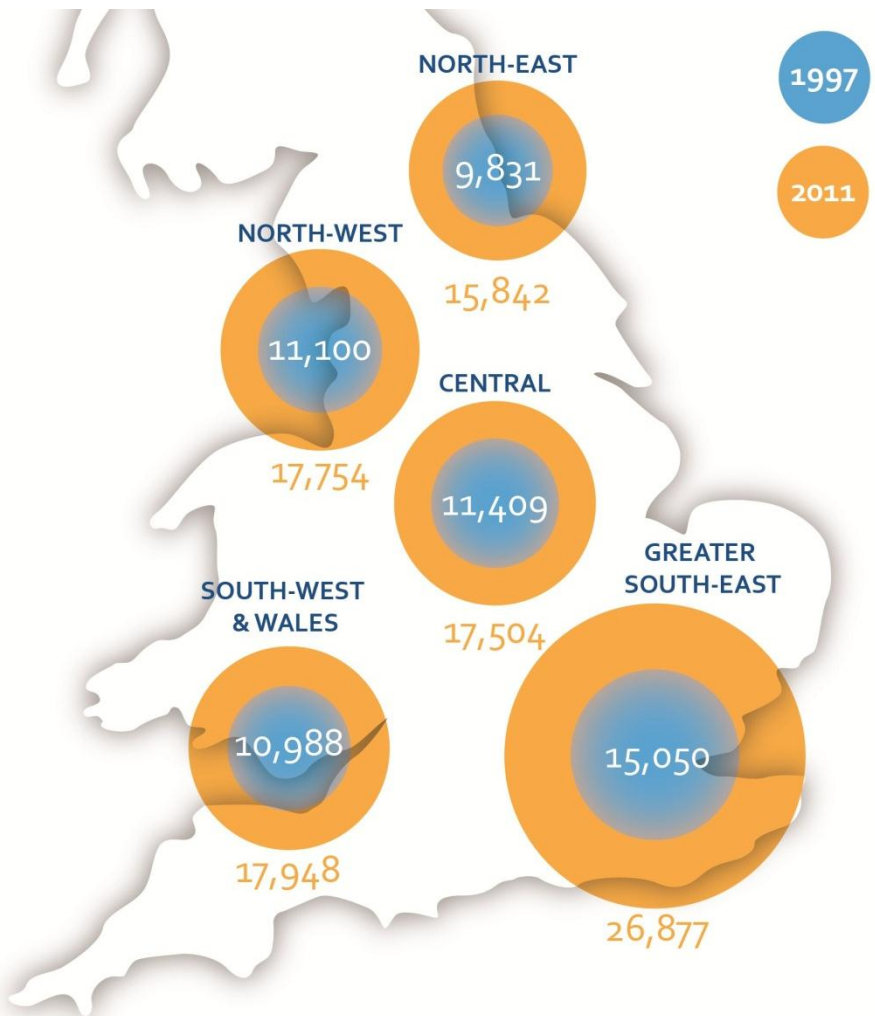 1997
2011
NORTH-EAST
9,831
15,842
NORTH-WEST
11,100
17,754
CENTRAL
11,409
17,504
GREATER
SOUTH-EAST
15,050
26,877
SOUTH-WEST
& WALES
10,988
17,948